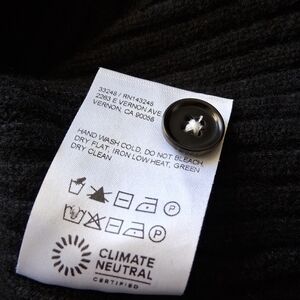 33248 / RN143248
2263 E VERNON AVE
VERNON, CA 90058
HAND WASH COLD, DO NOT BLEACH,
DRY FLAT, IRON LOW HEAT, GREEN
DRY CLEAN
P
P
CLIMATE
NEUTRAL
CERTIFIED